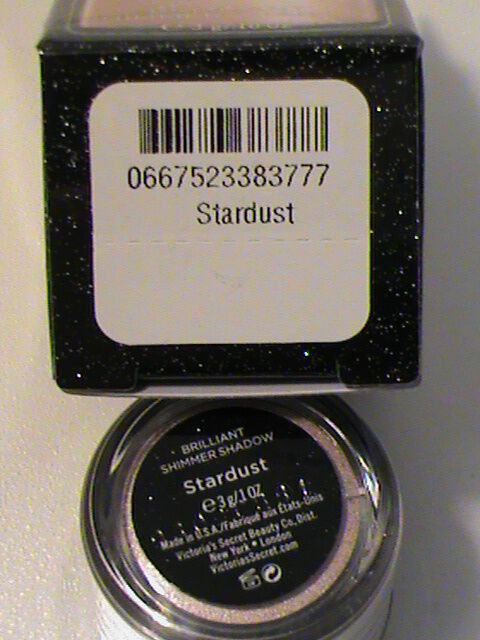 0667523383777
Stardust
BRILLIANT
SHIMMER SHADOW
Stardust
℮3g/.1OZ
Made in U.S.A./Fabriqué aux États-Unis
Victoria's Secret Beauty Co. Dist.
New York • London
VictoriasSecret.com